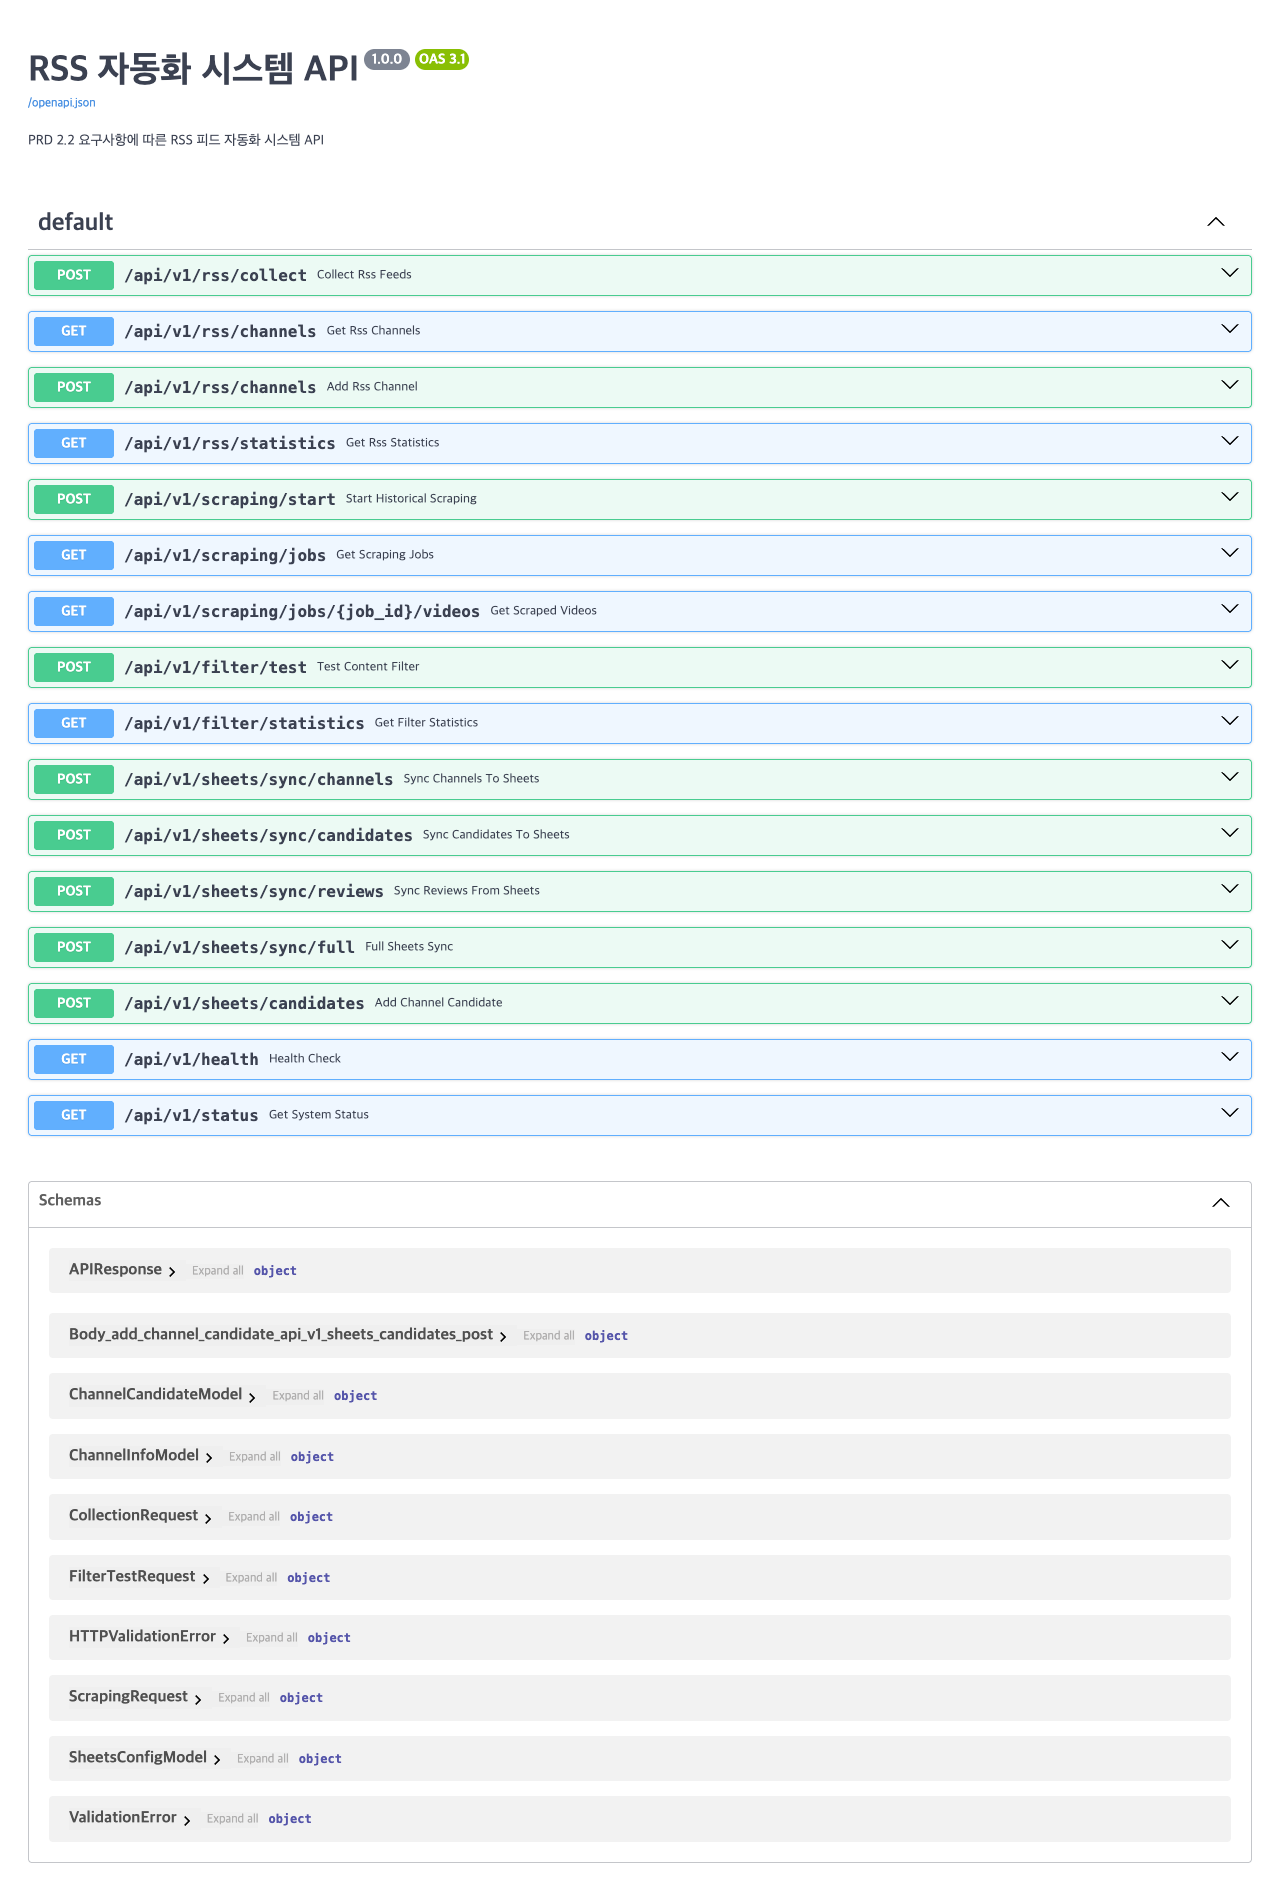 RSS 자동화 시스템 API 1.0.0 OAS 3.1
/openapi.json
PRD 2.2 요구사항에 따른 RSS 피드 자동화 시스템 API
default
POST /api/v1/rss/collect Collect Rss Feeds
GET /api/v1/rss/channels Get Rss Channels
POST /api/v1/rss/channels Add Rss Channel
GET /api/v1/rss/statistics Get Rss Statistics
POST /api/v1/scraping/start Start Historical Scraping
GET /api/v1/scraping/jobs Get Scraping Jobs
GET /api/v1/scraping/jobs/{job_id}/videos Get Scraped Videos
POST /api/v1/filter/test Test Content Filter
GET /api/v1/filter/statistics Get Filter Statistics
POST /api/v1/sheets/sync/channels Sync Channels To Sheets
POST /api/v1/sheets/sync/candidates Sync Candidates To Sheets
POST /api/v1/sheets/sync/reviews Sync Reviews From Sheets
POST /api/v1/sheets/sync/full Full Sheets Sync
POST /api/v1/sheets/candidates Add Channel Candidate
GET /api/v1/health Health Check
GET /api/v1/status Get System Status
Schemas
APIResponse Expand all object
Body_add_channel_candidate_api_v1_sheets_candidates_post Expand all object
ChannelCandidateModel Expand all object
ChannelInfoModel Expand all object
CollectionRequest Expand all object
FilterTestRequest Expand all object
HTTPValidationError Expand all object
ScrapingRequest Expand all object
SheetsConfigModel Expand all object
ValidationError Expand all object